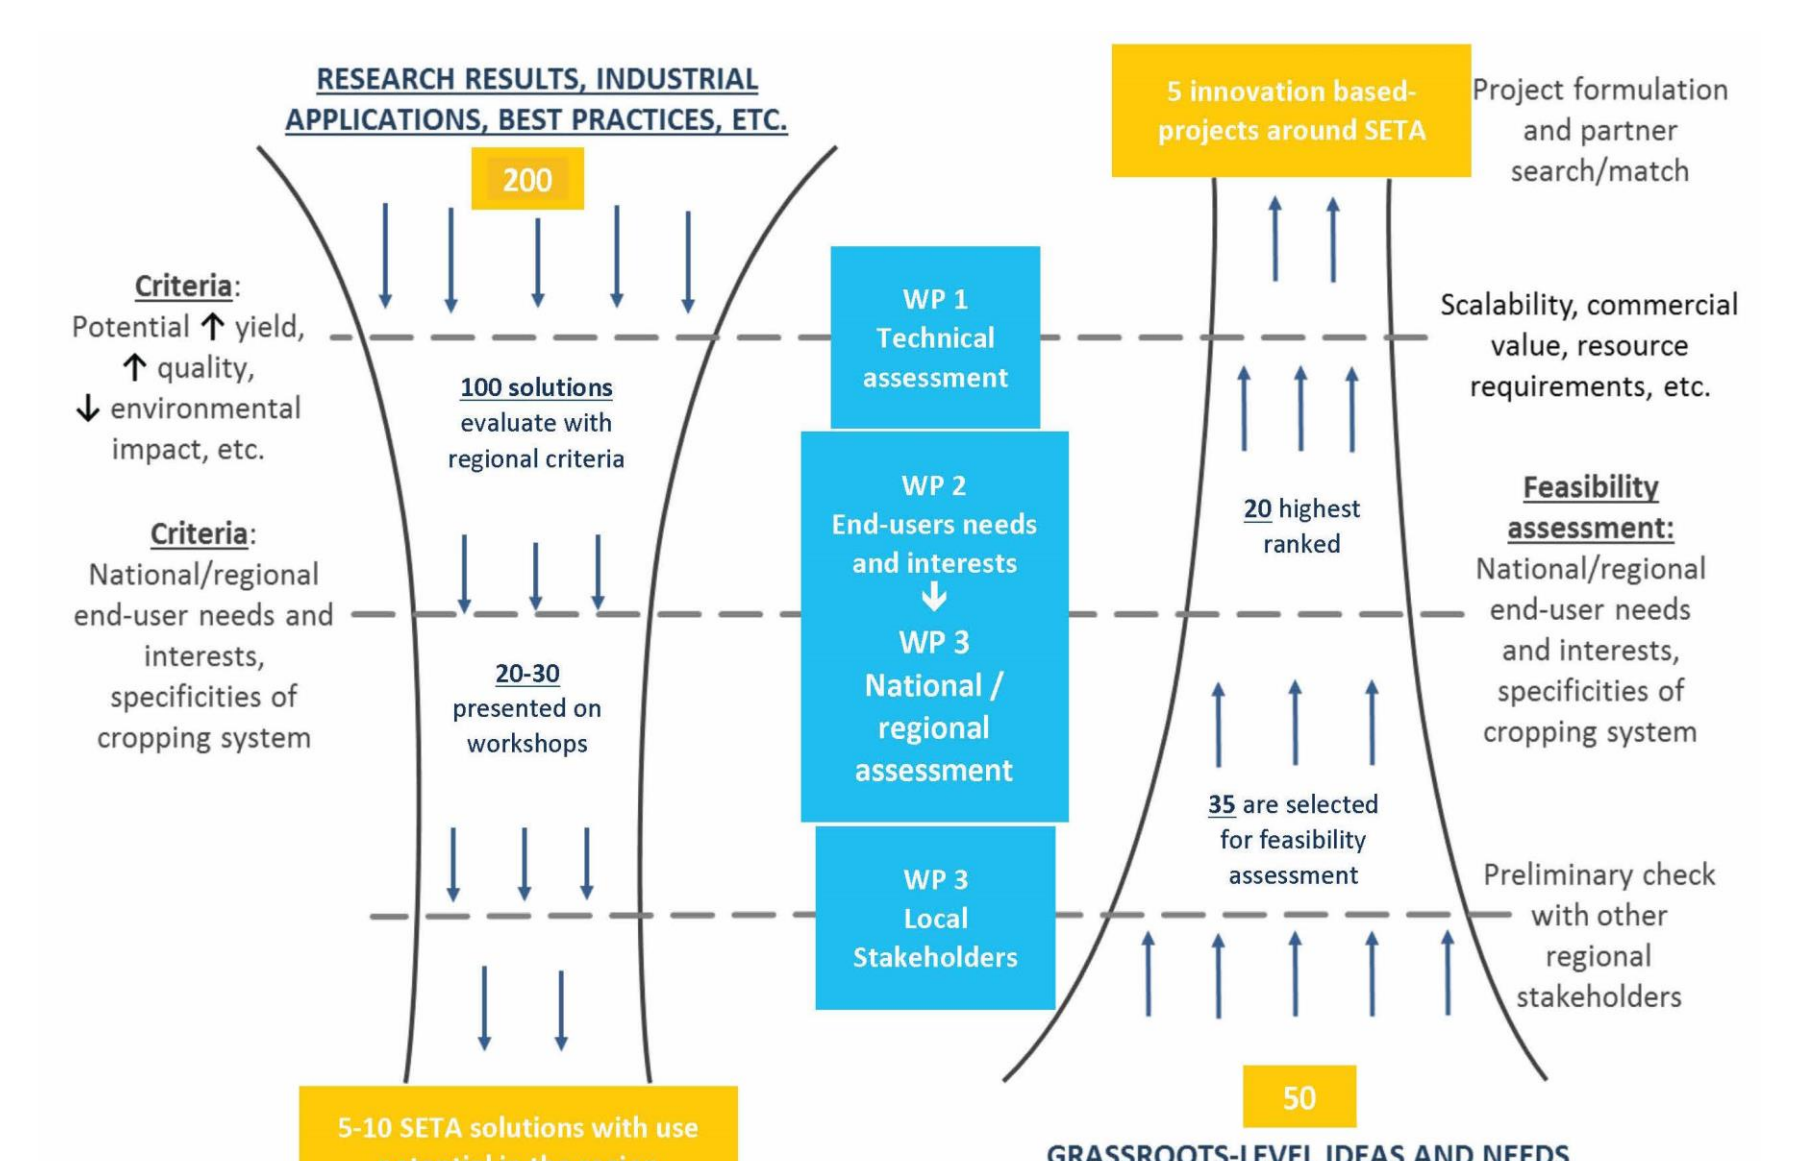 RESEARCH RESULTS, INDUSTRIAL
APPLICATIONS, BEST PRACTICES, ETC.
200
Criteria:
Potential ↑ yield,
↑ quality,
↓ environmental
impact, etc.
100 solutions
evaluate with
regional criteria
Criteria:
National/regional
end-user needs and
interests,
specificities of
cropping system
20-30
presented on
workshops
5-10 SETA solutions with use
WP 1
Technical
assessment
WP 2
End-users needs
and interests
↓
WP 3
National /
regional
assessment
WP 3
Local
Stakeholders
5 innovation based-
projects around SETA
Project formulation
and partner
search/match
Scalability, commercial
value, resource
requirements, etc.
20 highest
ranked
Feasibility
assessment:
National/regional
end-user needs
and interests,
specificities of
cropping system
35 are selected
for feasibility
assessment
Preliminary check
with other
regional
stakeholders
50
GRASSROOTS-LEVEL IDEAS AND NEEDS